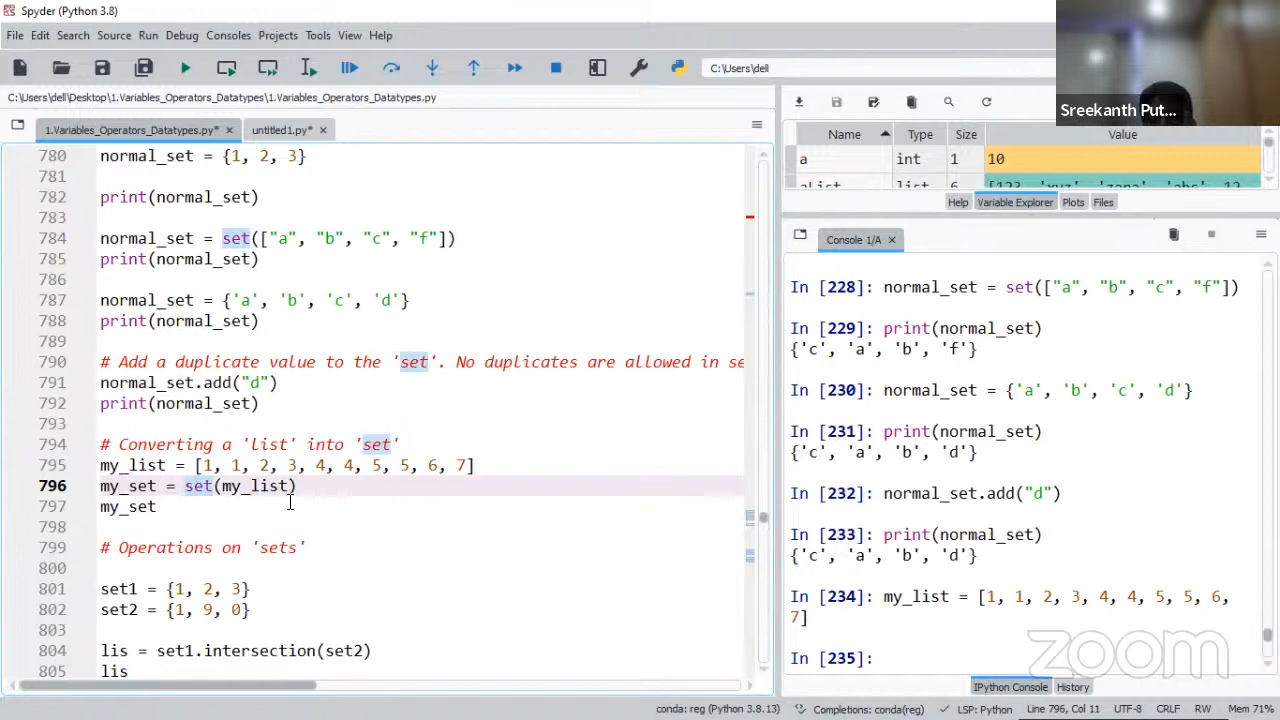 Spyder (Python 3.8)
File Edit Search Source Run Debug Consoles Projects Tools View Help
C:\Users\dell
C:\Users\dell\Desktop\1.Variables_Operators_Datatypes\1.Variables_Operators_Datatypes.py
1.Variables_Operators_Datatypes.py* untitled1.py*
780 normal_set = {1, 2, 3}
781
782 print(normal_set)
783
784 normal_set = set(["a", "b", "c", "f"])
785 print(normal_set)
786
787 normal_set = {'a', 'b', 'c', 'd'}
788 print(normal_set)
789
790 # Add a duplicate value to the 'set'. No duplicates are allowed in se
791 normal_set.add("d")
792 print(normal_set)
793
794 # Converting a 'list' into 'set'
795 my_list = [1, 1, 2, 3, 4, 4, 5, 5, 6, 7]
796 my_set = set(my_list)
797 my_set
798
799 # Operations on 'sets'
800
801 set1 = {1, 2, 3}
802 set2 = {1, 9, 0}
803
804 lis = set1.intersection(set2)
805 lis
Sreekanth Put...
Name Type Size Value
a int 1 10
aList list 6 [123, 'xyz', 'zara', 'abc', 12
Help Variable Explorer Plots Files
Console 1/A
In [228]: normal_set = set(["a", "b", "c", "f"])
In [229]: print(normal_set)
{'c', 'a', 'b', 'f'}
In [230]: normal_set = {'a', 'b', 'c', 'd'}
In [231]: print(normal_set)
{'c', 'a', 'b', 'd'}
In [232]: normal_set.add("d")
In [233]: print(normal_set)
{'c', 'a', 'b', 'd'}
In [234]: my_list = [1, 1, 2, 3, 4, 4, 5, 5, 6,
7]
In [235]:
zoom
IPython Console History
conda: reg (Python 3.8.13) Completions: conda(reg) LSP: Python Line 796, Col 11 UTF-8 CRLF RW Mem 71%